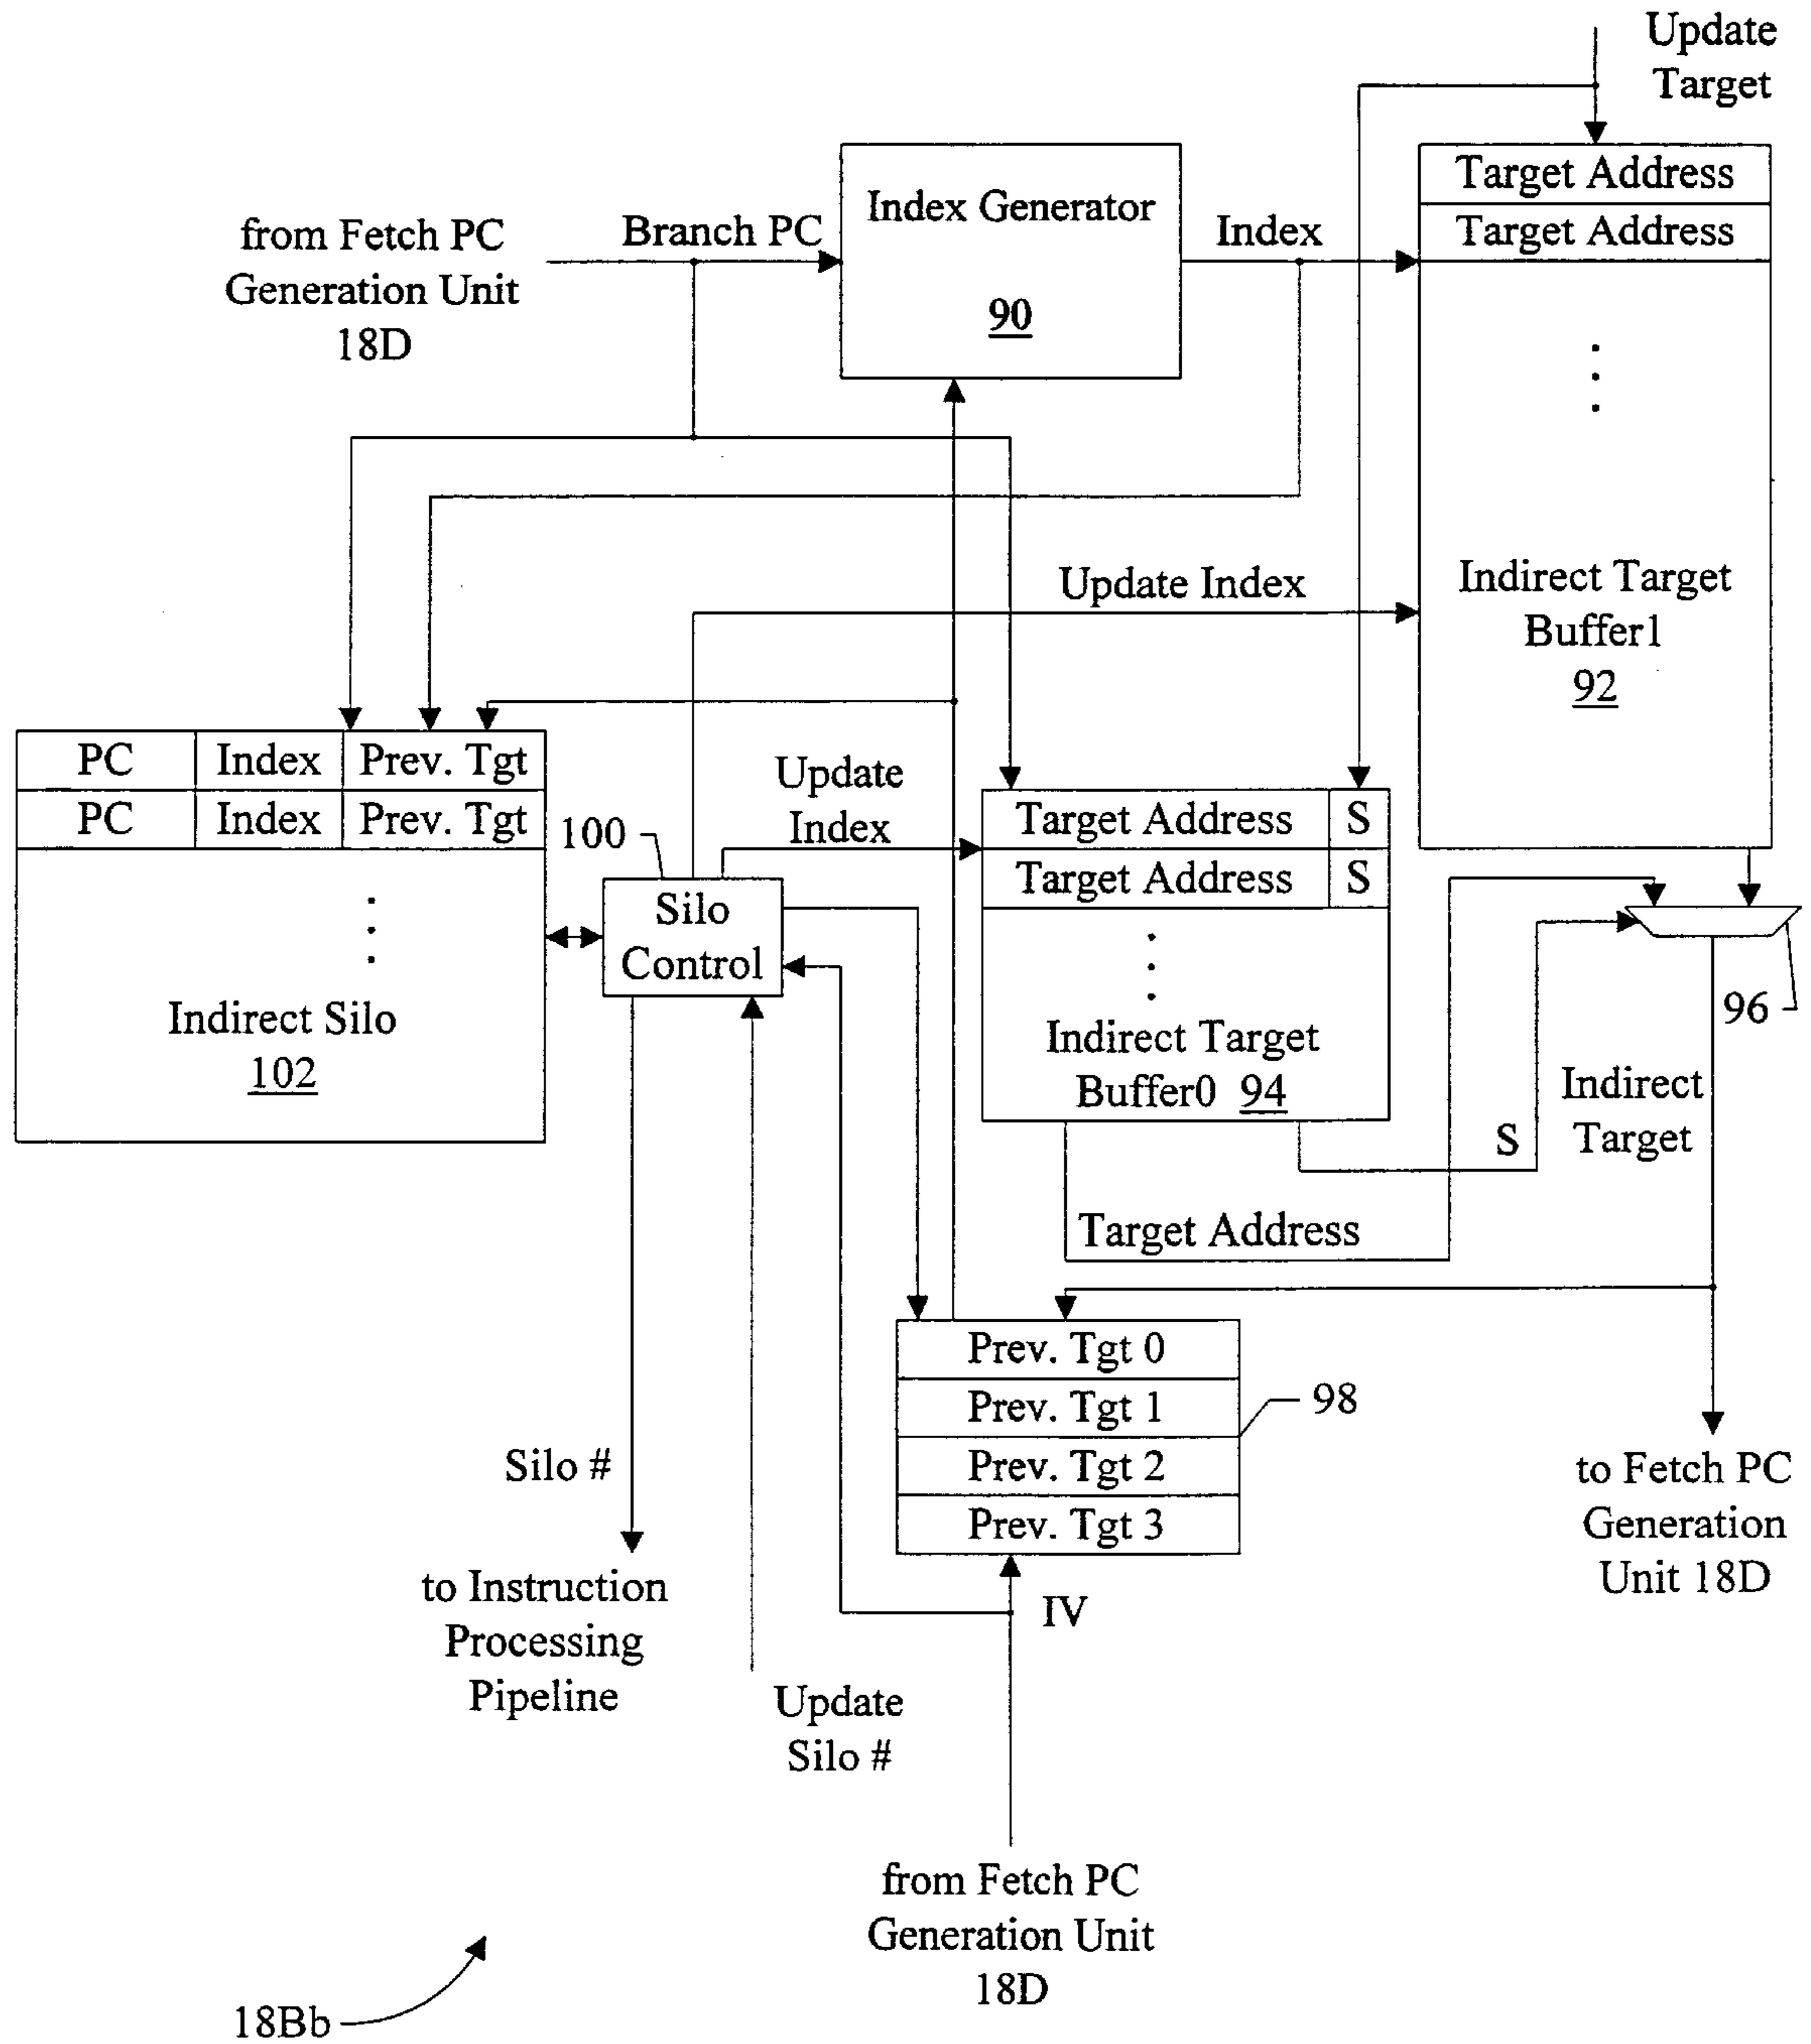 Update
Target
Target Address
Target Address
Index Generator
90
from Fetch PC
Generation Unit
18D
Branch PC
Index
Update Index
Indirect Target
Buffer1
92
PC Index Prev. Tgt
PC Index Prev. Tgt
Indirect Silo
102
100
Silo
Control
Update
Index
Target Address S
Target Address S
Indirect Target
Buffer0 94
96
Indirect
Target
S
Target Address
Prev. Tgt 0
Prev. Tgt 1
Prev. Tgt 2
Prev. Tgt 3
98
Silo #
to Instruction
Processing
Pipeline
Update
Silo #
IV
to Fetch PC
Generation
Unit 18D
from Fetch PC
Generation Unit
18D
18Bb